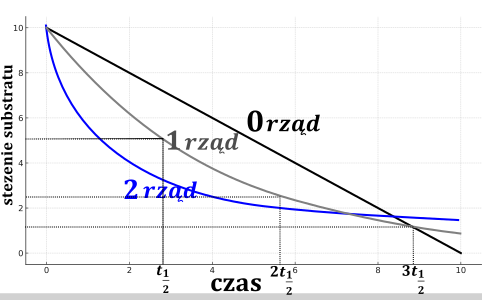 stezenie substratu
10
8
6
4
2
0
0 rząd
1 rząd
2 rząd
0 2 4 6 8 10
t1/2 2t1/2 3t1/2
czas